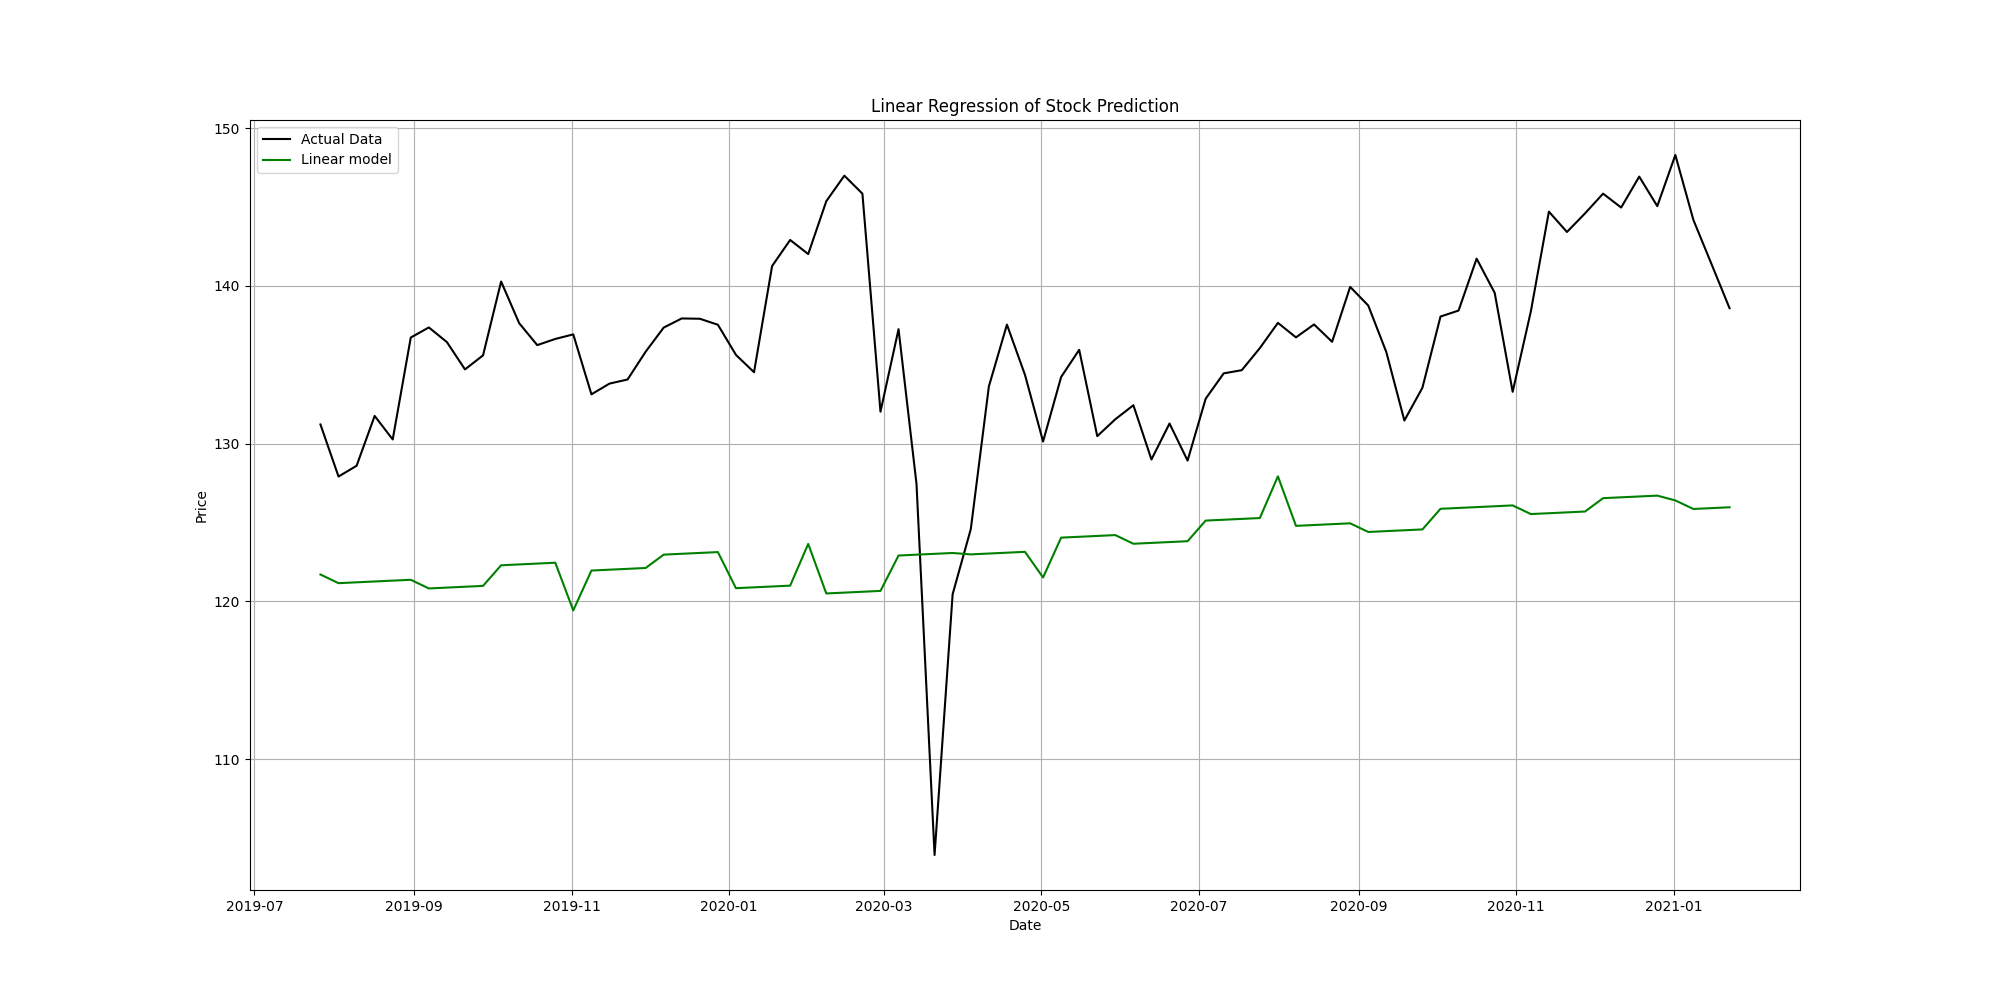 Linear Regression of Stock Prediction
Actual Data
Linear model
150
140
130
120
110
Price
2019-07 2019-09 2019-11 2020-01 2020-03 2020-05 2020-07 2020-09 2020-11 2021-01
Date